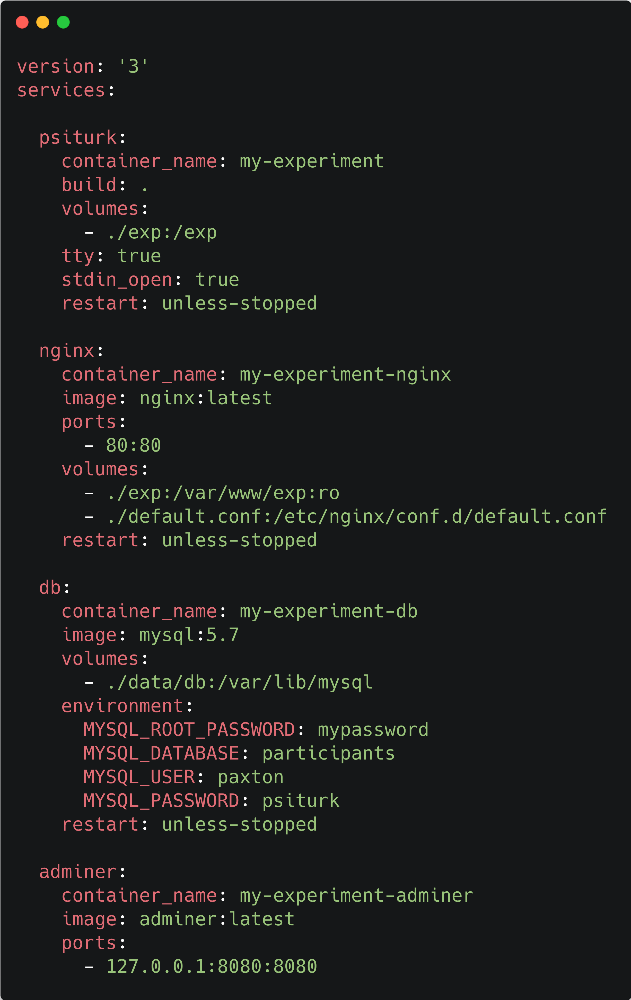 version: '3'
services:

  psiturk:
    container_name: my-experiment
    build: .
    volumes:
      - ./exp:/exp
    tty: true
    stdin_open: true
    restart: unless-stopped

  nginx:
    container_name: my-experiment-nginx
    image: nginx:latest
    ports:
      - 80:80
    volumes:
      - ./exp:/var/www/exp:ro
      - ./default.conf:/etc/nginx/conf.d/default.conf
    restart: unless-stopped

  db:
    container_name: my-experiment-db
    image: mysql:5.7
    volumes:
      - ./data/db:/var/lib/mysql
    environment:
      MYSQL_ROOT_PASSWORD: mypassword
      MYSQL_DATABASE: participants
      MYSQL_USER: paxton
      MYSQL_PASSWORD: psiturk
    restart: unless-stopped

  adminer:
    container_name: my-experiment-adminer
    image: adminer:latest
    ports:
      - 127.0.0.1:8080:8080